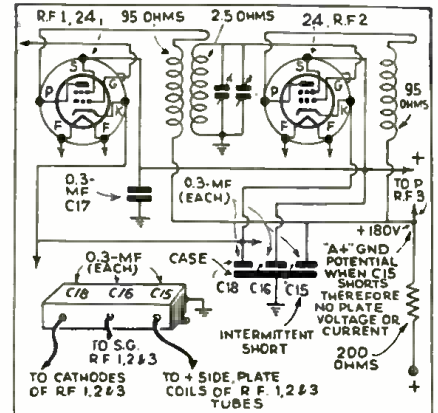 R.F 1, 24,
95 OHMS
2.5 OHMS
24, R.F 2
S
G
P
K
F
F
S
G
P
K
F
F
95
OHMS
0.3-
MF
C17
0.3-MF
(EACH)
+
TO P
R.F 3
+180V
0.3-MF
(EACH)
CASE
C18
C16
C15
"A+" GND
POTENTIAL
WHEN C15
SHORTS
THEREFORE
NO PLATE
VOLTAGE OR
CURRENT
C18
C16
C15
INTERMITTENT
SHORT
200
OHMS
TO S.G.
R.F 1,2&3
TO CATHODES
OF R.F 1,2&3
TO + SIDE, PLATE
COILS OF R.F. 1,2&3
TUBES
+